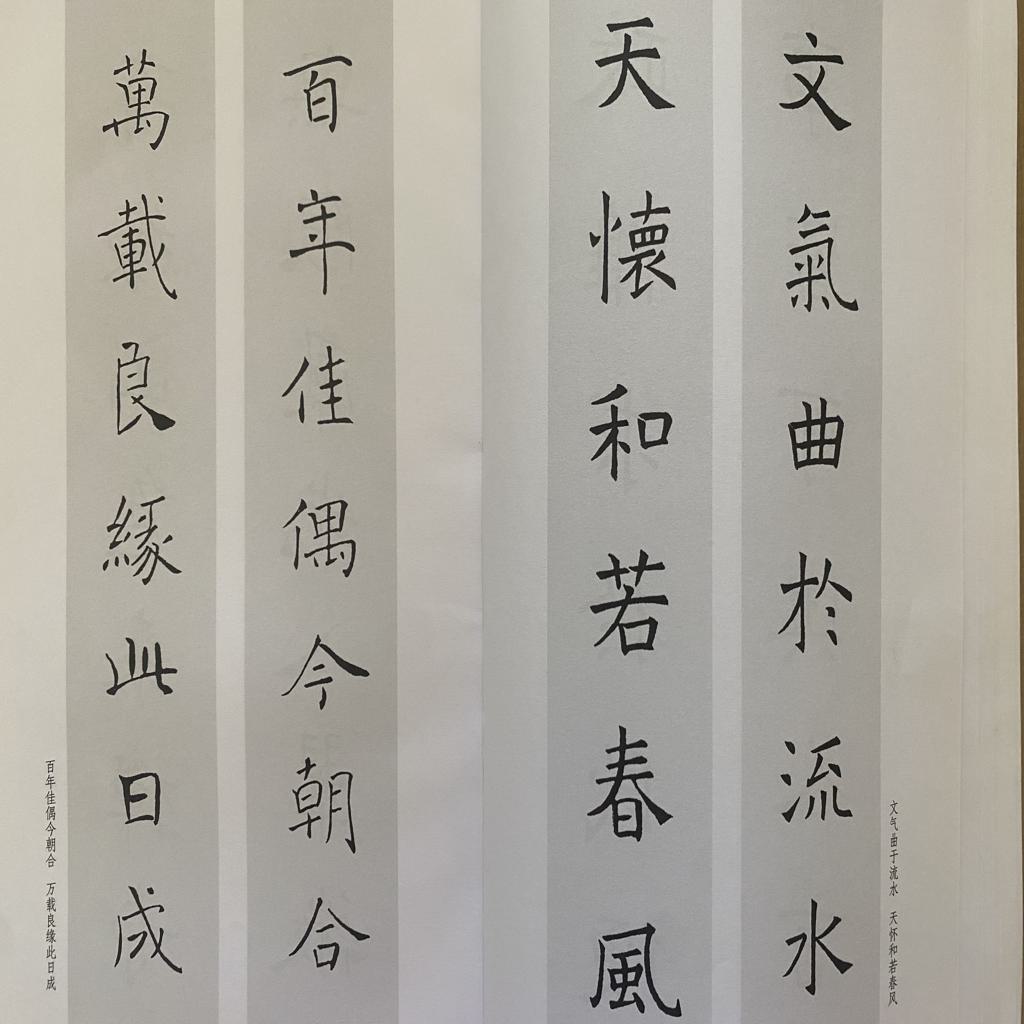 文氣曲於流水
天懷和若春風
文气曲于流水 天怀和若春风
百年佳偶今朝合
萬載良緣此日成
百年佳偶今朝合 万载良缘此日成